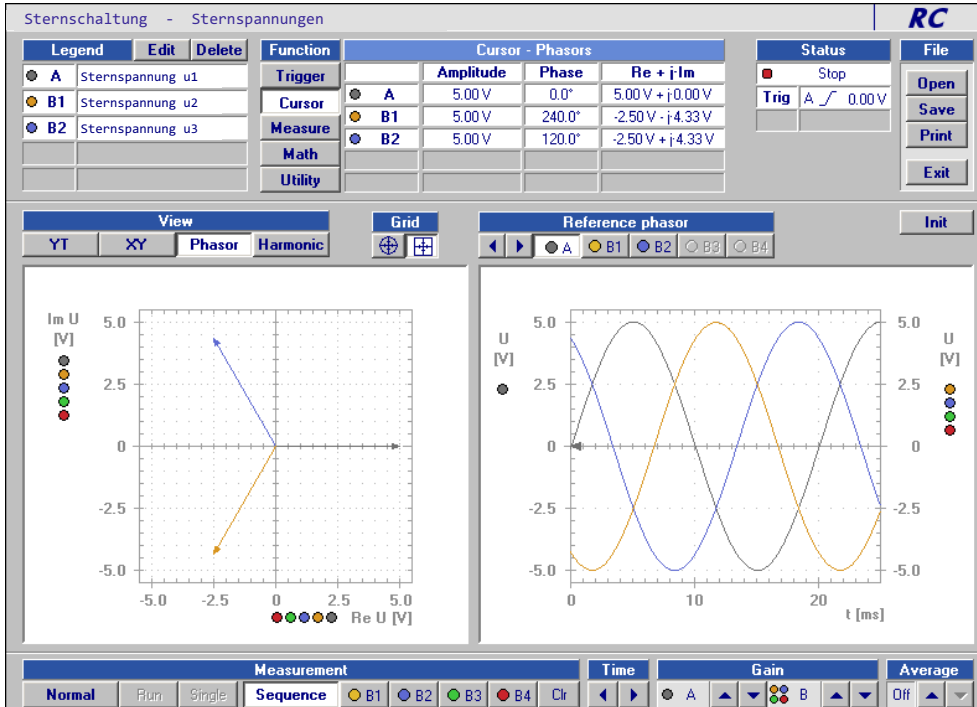 Sternschaltung - Sternspannungen RC
Legend Edit Delete Function Cursor - Phasors Status File
A Sternspannung u1 Trigger Amplitude Phase Re + j·Im Stop Open
B1 Sternspannung u2 Cursor A 5.00 V 0.0° 5.00 V + j·0.00 V Trig A 0.00 V Save
B2 Sternspannung u3 Measure B1 5.00 V 240.0° -2.50 V - j·4.33 V Print
Math B2 5.00 V 120.0° -2.50 V + j·4.33 V
Utility Exit
View Grid Reference phasor Init
YT XY Phasor Harmonic A B1 B2 B3 B4
Im U
[V]
5.0
2.5
0
-2.5
-5.0
-5.0 -2.5 0 2.5 5.0
Re U [V]
U
[V]
5.0
2.5
0
-2.5
-5.0
0 10 20
t [ms]
5.0
2.5
0
-2.5
-5.0
U
[V]
Measurement Time Gain Average
Normal Run Single Sequence B1 B2 B3 B4 Clr A B Off